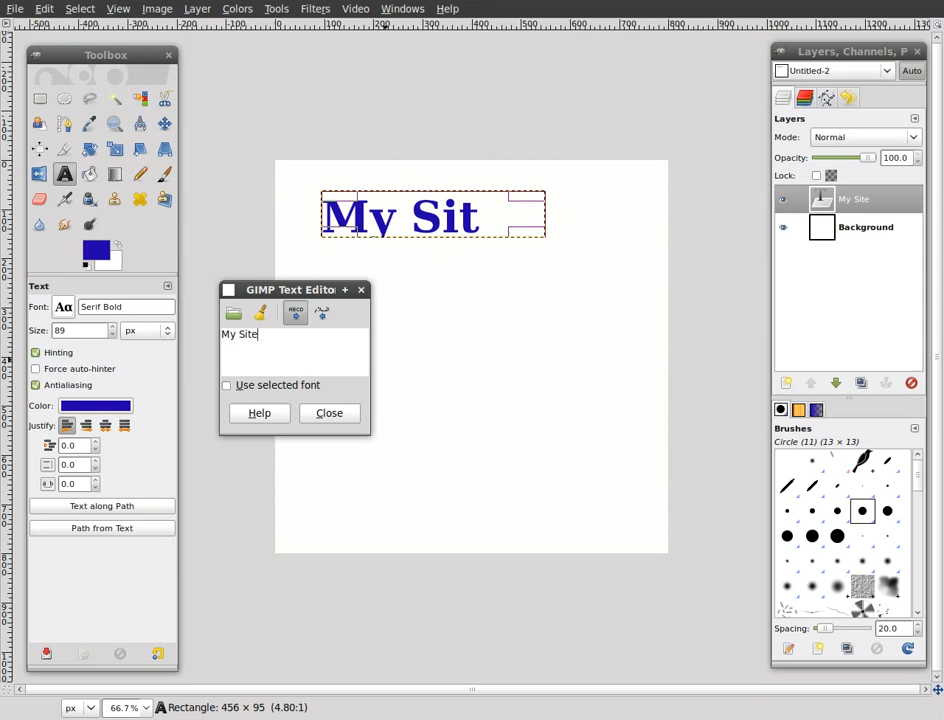 File Edit Select View Image Layer Colors Tools Filters Video Windows Help
Toolbox
Text
Font: Aα Serif Bold
Size: 89 px
Hinting
Force auto-hinter
Antialiasing
Color:
Justify:
0.0
0.0
0.0
Text along Path
Path from Text
My Sit
GIMP Text Edito
ABCD
My Site
Use selected font
Help Close
Layers, Channels, P
Untitled-2 Auto
Layers
Mode: Normal
Opacity: 100.0
Lock:
My Site
Background
Brushes
Circle (11) (13 × 13)
Spacing: 20.0
px 66.7% Rectangle: 456 × 95 (4.80:1)